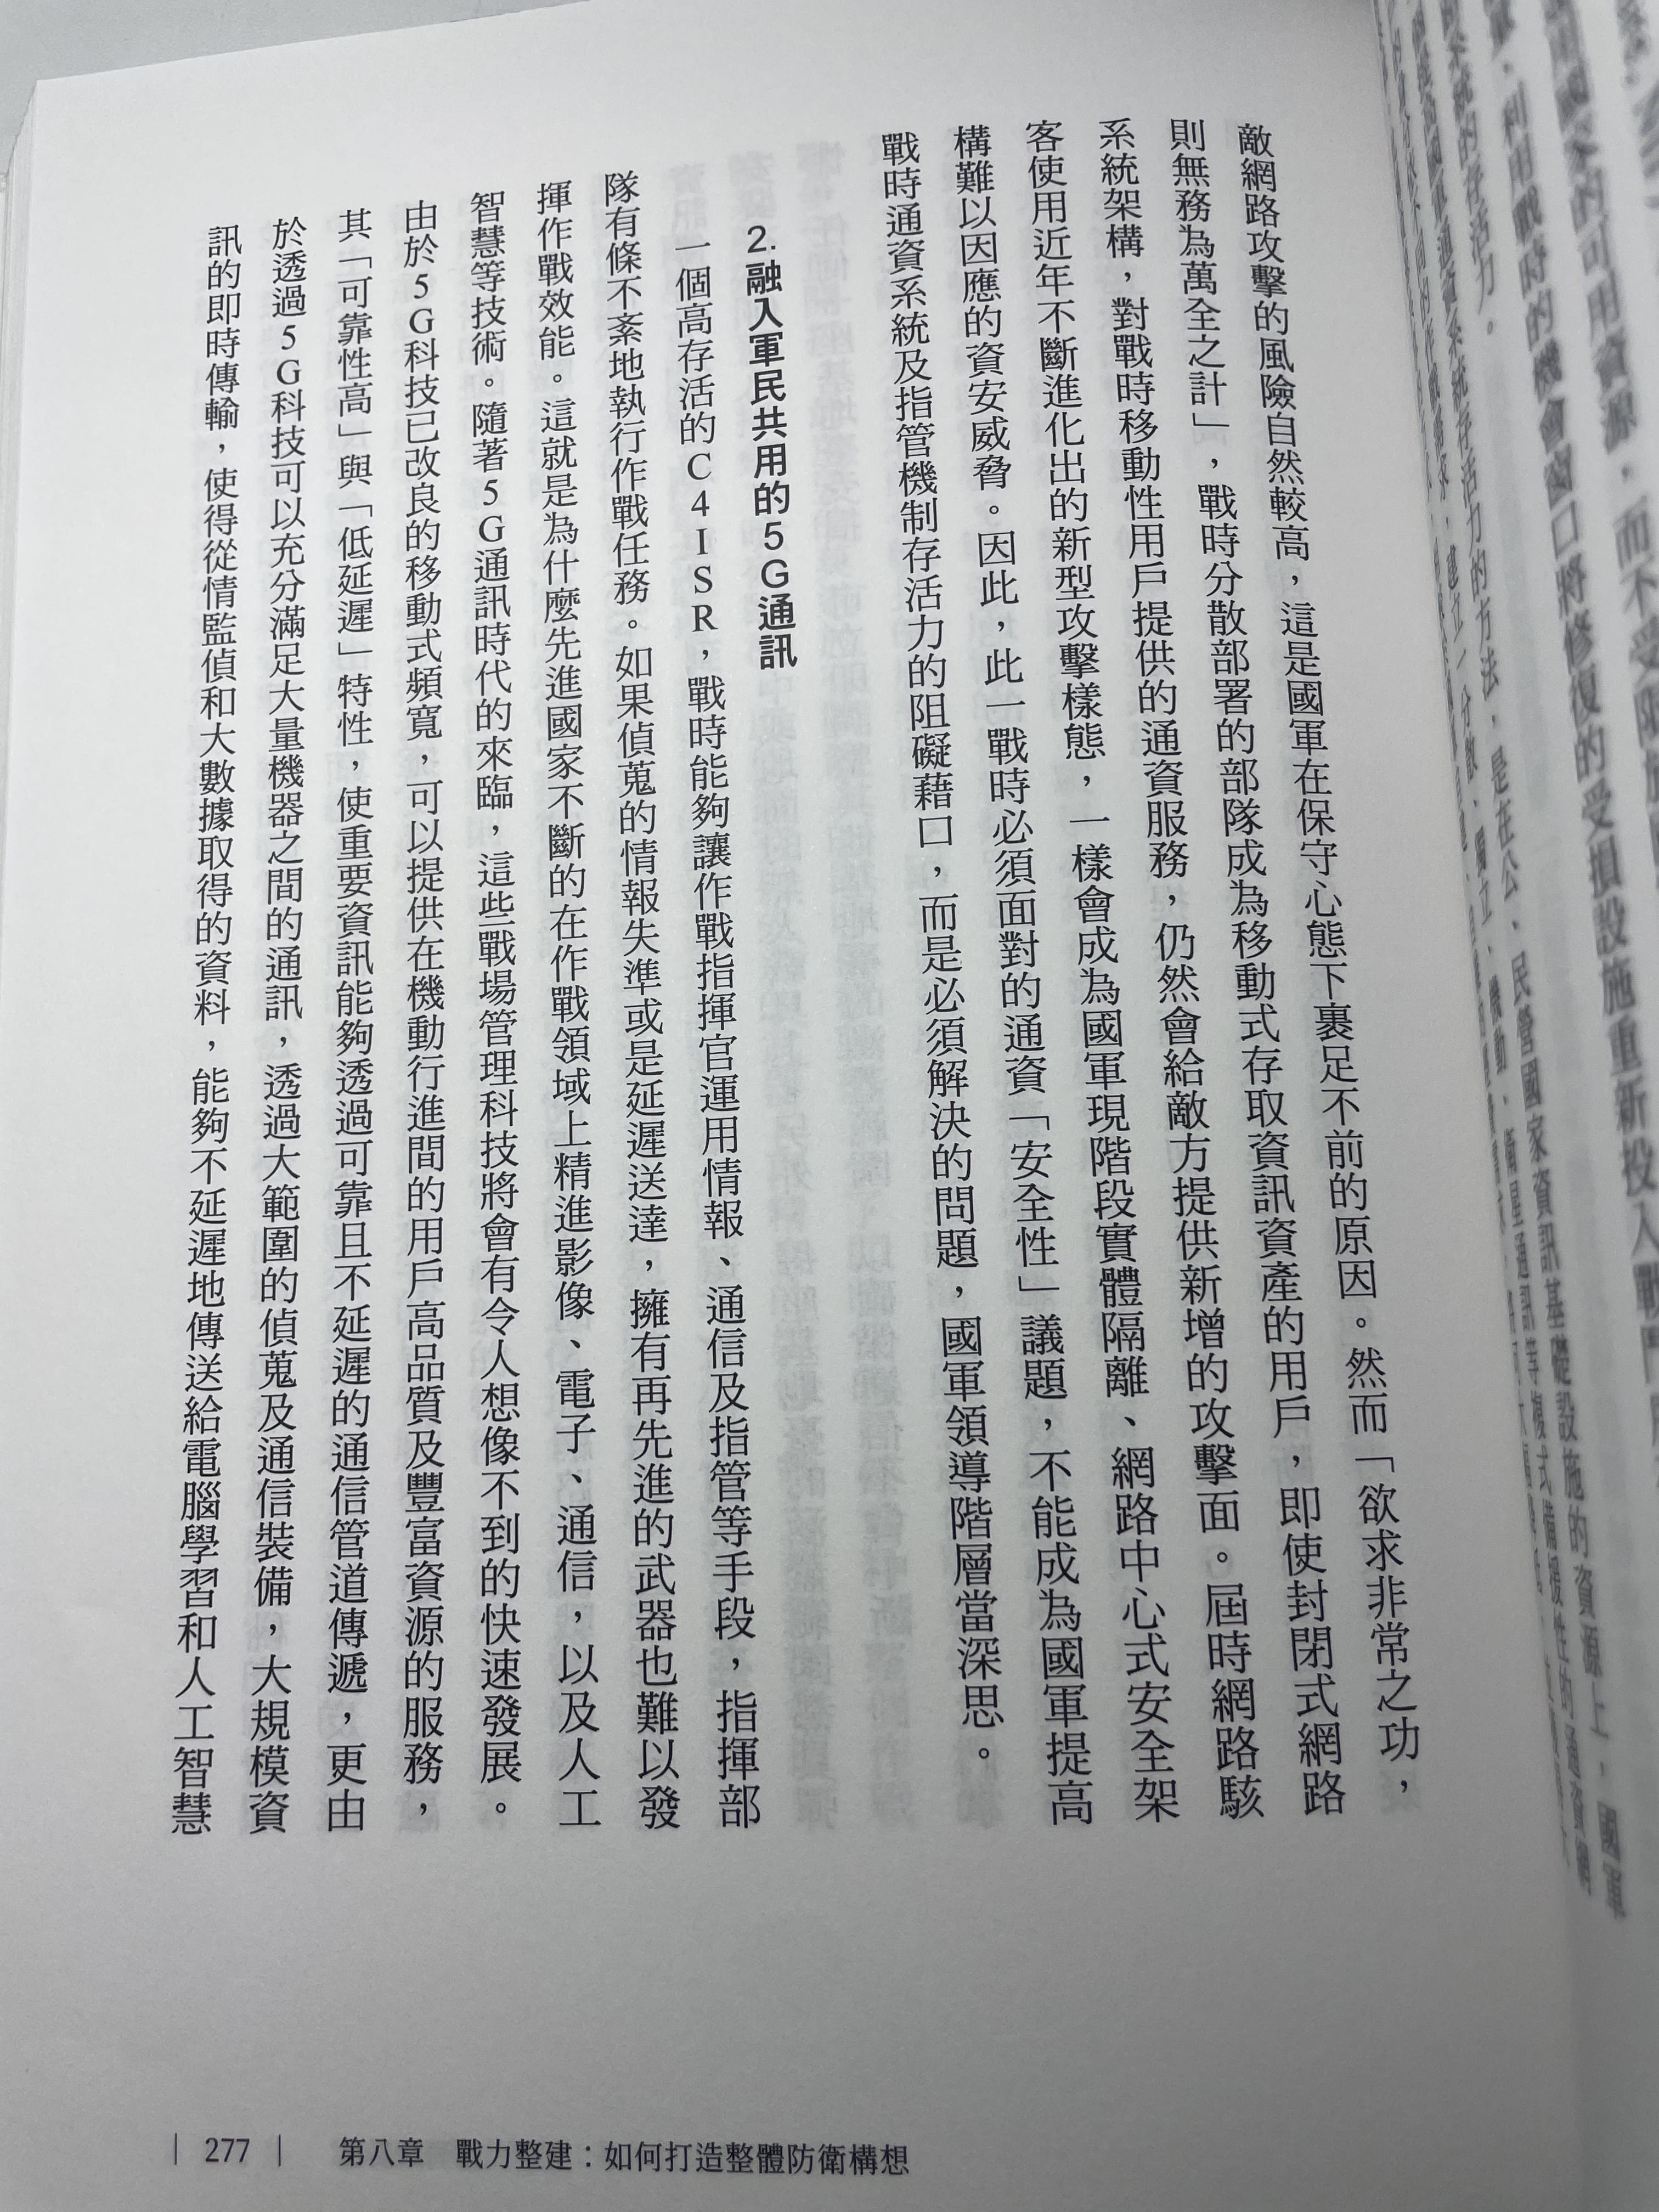 敵網路攻擊的風險自然較高，這是國軍在保守心態下裹足不前的原因。然而「欲求非常之功，
則無務為萬全之計」，戰時分散部署的部隊成為移動式存取資訊資產的用戶，即使封閉式網路
系統架構，對戰時移動性用戶提供的通資服務，仍然會給敵方提供新增的攻擊面。屆時網路駭
客使用近年不斷進化出的新型攻擊樣態，一樣會成為國軍現階段實體隔離、網路中心式安全架
構難以因應的資安威脅。因此，此一戰時必須面對的通資「安全性」議題，不能成為國軍提高
戰時通資系統及指管機制存活力的阻礙藉口，而是必須解決的問題，國軍領導階層當深思。
2.融入軍民共用的5G通訊
一個高存活的C4ISR，戰時能夠讓作戰指揮官運用情報、通信及指管等手段，指揮部
隊有條不紊地執行作戰任務。如果偵蒐的情報失準或是延遲送達，擁有再先進的武器也難以發
揮作戰效能。這就是為什麼先進國家不斷的在作戰領域上精進影像、電子、通信，以及人工
智慧等技術。隨著5G通訊時代的來臨，這些戰場管理科技將會有令人想像不到的快速發展。
由於5G科技已改良的移動式頻寬，可以提供在機動行進間的用戶高品質及豐富資源的服務，
其「可靠性高」與「低延遲」特性，使重要資訊能夠透過可靠且不延遲的通信管道傳遞，更由
於透過5G科技可以充分滿足大量機器之間的通訊，透過大範圍的偵蒐及通信裝備，大規模資
訊的即時傳輸，使得從情監偵和大數據取得的資料，能夠不延遲地傳送給電腦學習和人工智慧
| 277 | 第八章 戰力整建：如何打造整體防衛構想